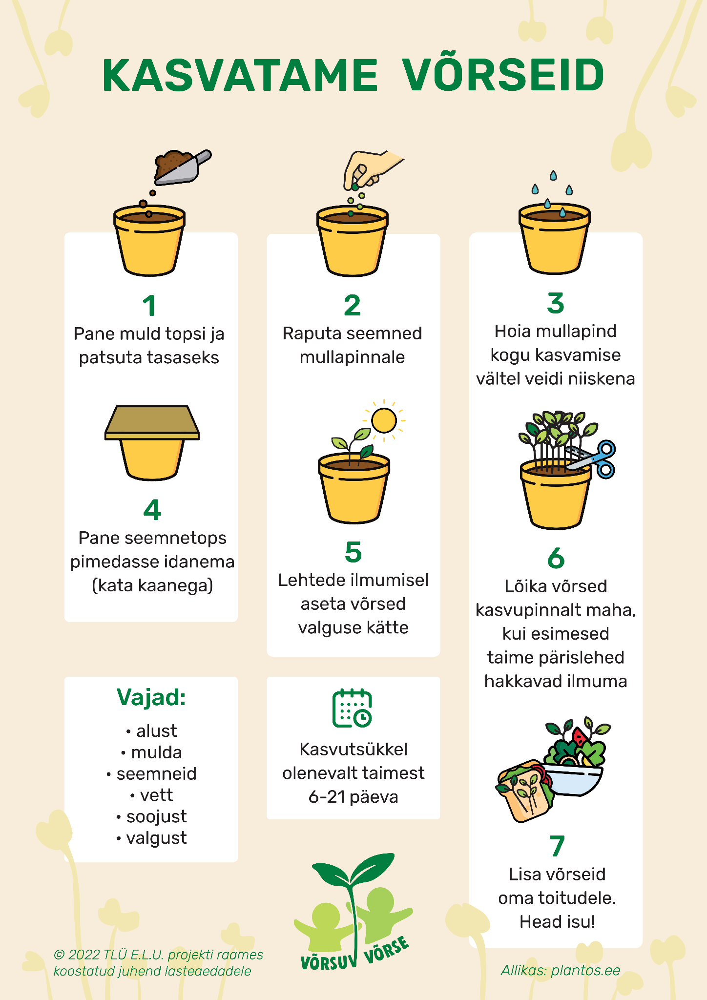 KASVATAME VÕRSEID
1
Pane muld topsi ja
patsuta tasaseks
2
Raputa seemned
mullapinnale
3
Hoia mullapind
kogu kasvamise
vältel veidi niiskena
4
Pane seemnetops
pimedasse idanema
(kata kaanega)
5
Lehtede ilmumisel
aseta võrsed
valguse kätte
6
Lõika võrsed
kasvupinnalt maha,
kui esimesed
taime pärislehed
hakkavad ilmuma
7
Lisa võrseid
oma toitudele.
Head isu!
Vajad:
• alust
• mulda
• seemneid
• vett
• soojust
• valgust
Kasvutsükkel
olenevalt taimest
6-21 päeva
VÕRSUV VÕRSE
© 2022 TLÜ E.L.U. projekti raames
koostatud juhend lasteaedadele
Allikas: plantos.ee